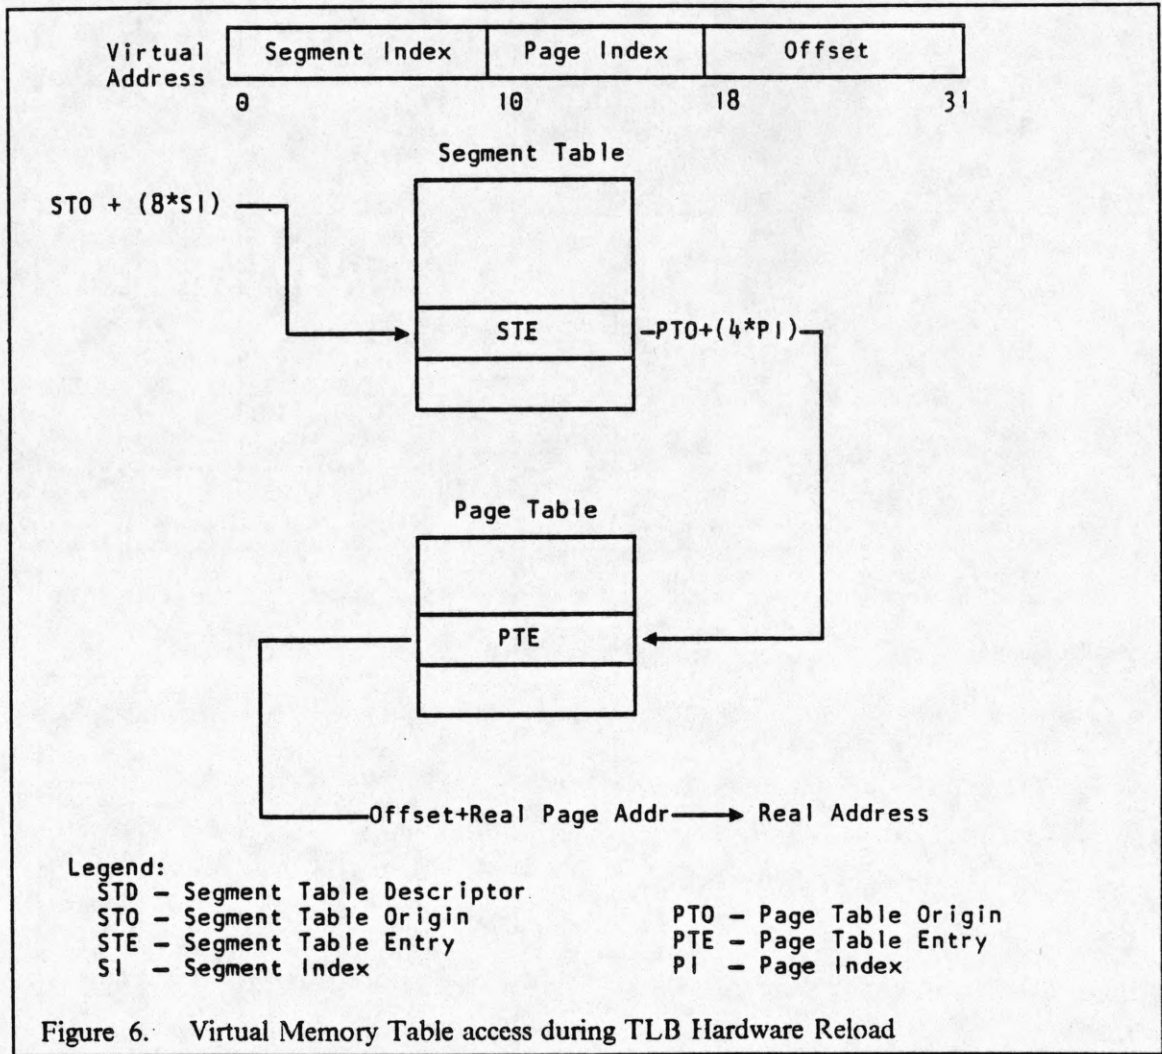 Virtual Address
Segment Index Page Index Offset
0 10 18 31
Segment Table
STO + (8*SI)
STE
PTO+(4*PI)
Page Table
PTE
Offset+Real Page Addr Real Address
Legend:
STD – Segment Table Descriptor
STO – Segment Table Origin
STE – Segment Table Entry
SI – Segment Index
PTO – Page Table Origin
PTE – Page Table Entry
PI – Page Index
Figure 6. Virtual Memory Table access during TLB Hardware Reload